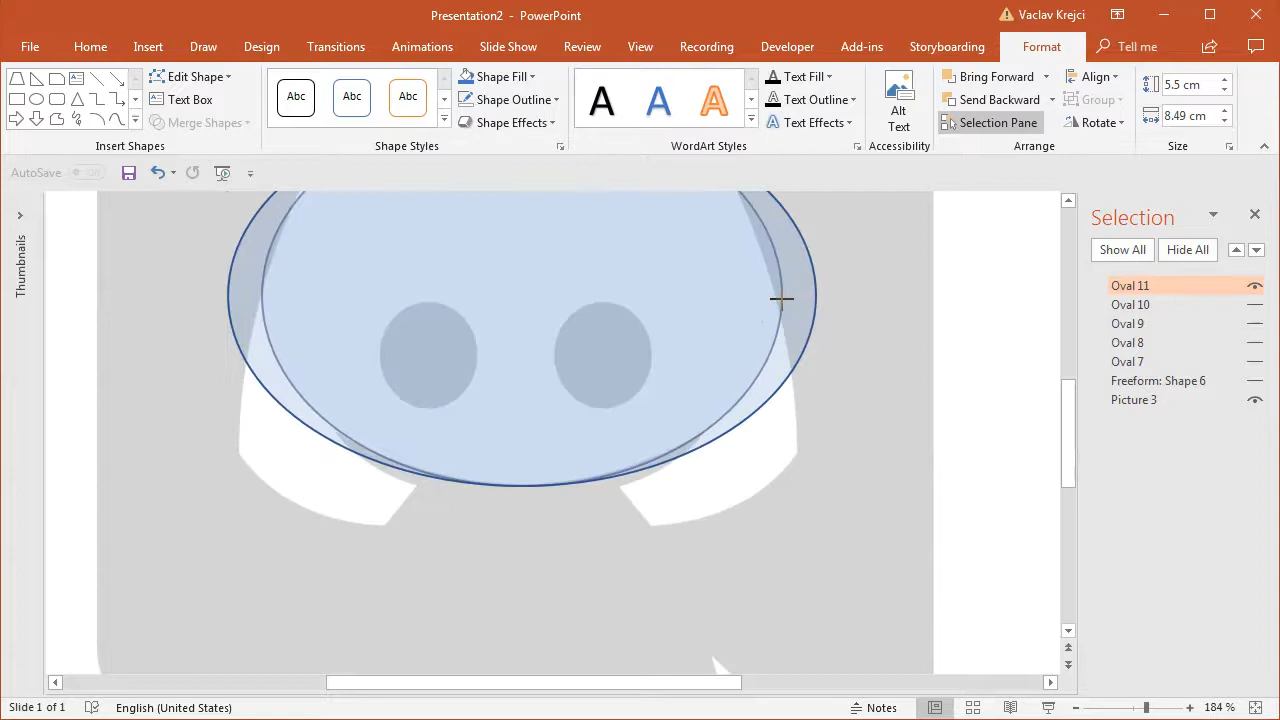 Presentation2 - PowerPoint
Vaclav Krejci
File Home Insert Draw Design Transitions Animations Slide Show Review View Recording Developer Add-ins Storyboarding Format Tell me
Edit Shape
Text Box
Merge Shapes
Insert Shapes
Abc Abc Abc
Shape Fill
Shape Outline
Shape Effects
Shape Styles
A A A
Text Fill
Text Outline
Text Effects
WordArt Styles
Alt
Text
Accessibility
Bring Forward
Send Backward
Selection Pane
Align
Group
Rotate
Arrange
5.5 cm
8.49 cm
Size
AutoSave Off
Thumbnails
Selection
Show All Hide All
Oval 11
Oval 10
Oval 9
Oval 8
Oval 7
Freeform: Shape 6
Picture 3
Slide 1 of 1 English (United States) Notes 184 %